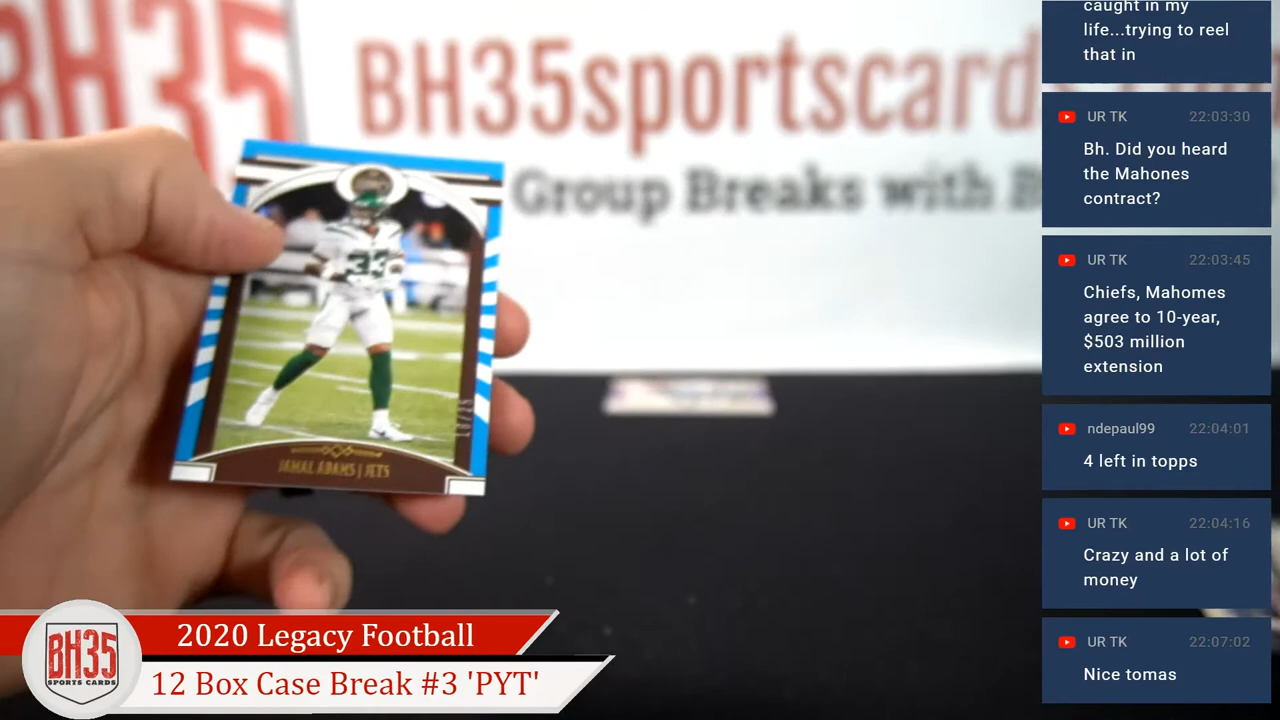 BH35
BH35sportscard
Group Breaks with B
33
JAMAL ADAMS | JETS
2020 Legacy Football
12 Box Case Break #3 'PYT'
BH35
SPORTS CARDS
caught in my
life...trying to reel
that in
UR TK 22:03:30
Bh. Did you heard
the Mahones
contract?
UR TK 22:03:45
Chiefs, Mahomes
agree to 10-year,
$503 million
extension
ndepaul99 22:04:01
4 left in topps
UR TK 22:04:16
Crazy and a lot of
money
UR TK 22:07:02
Nice tomas